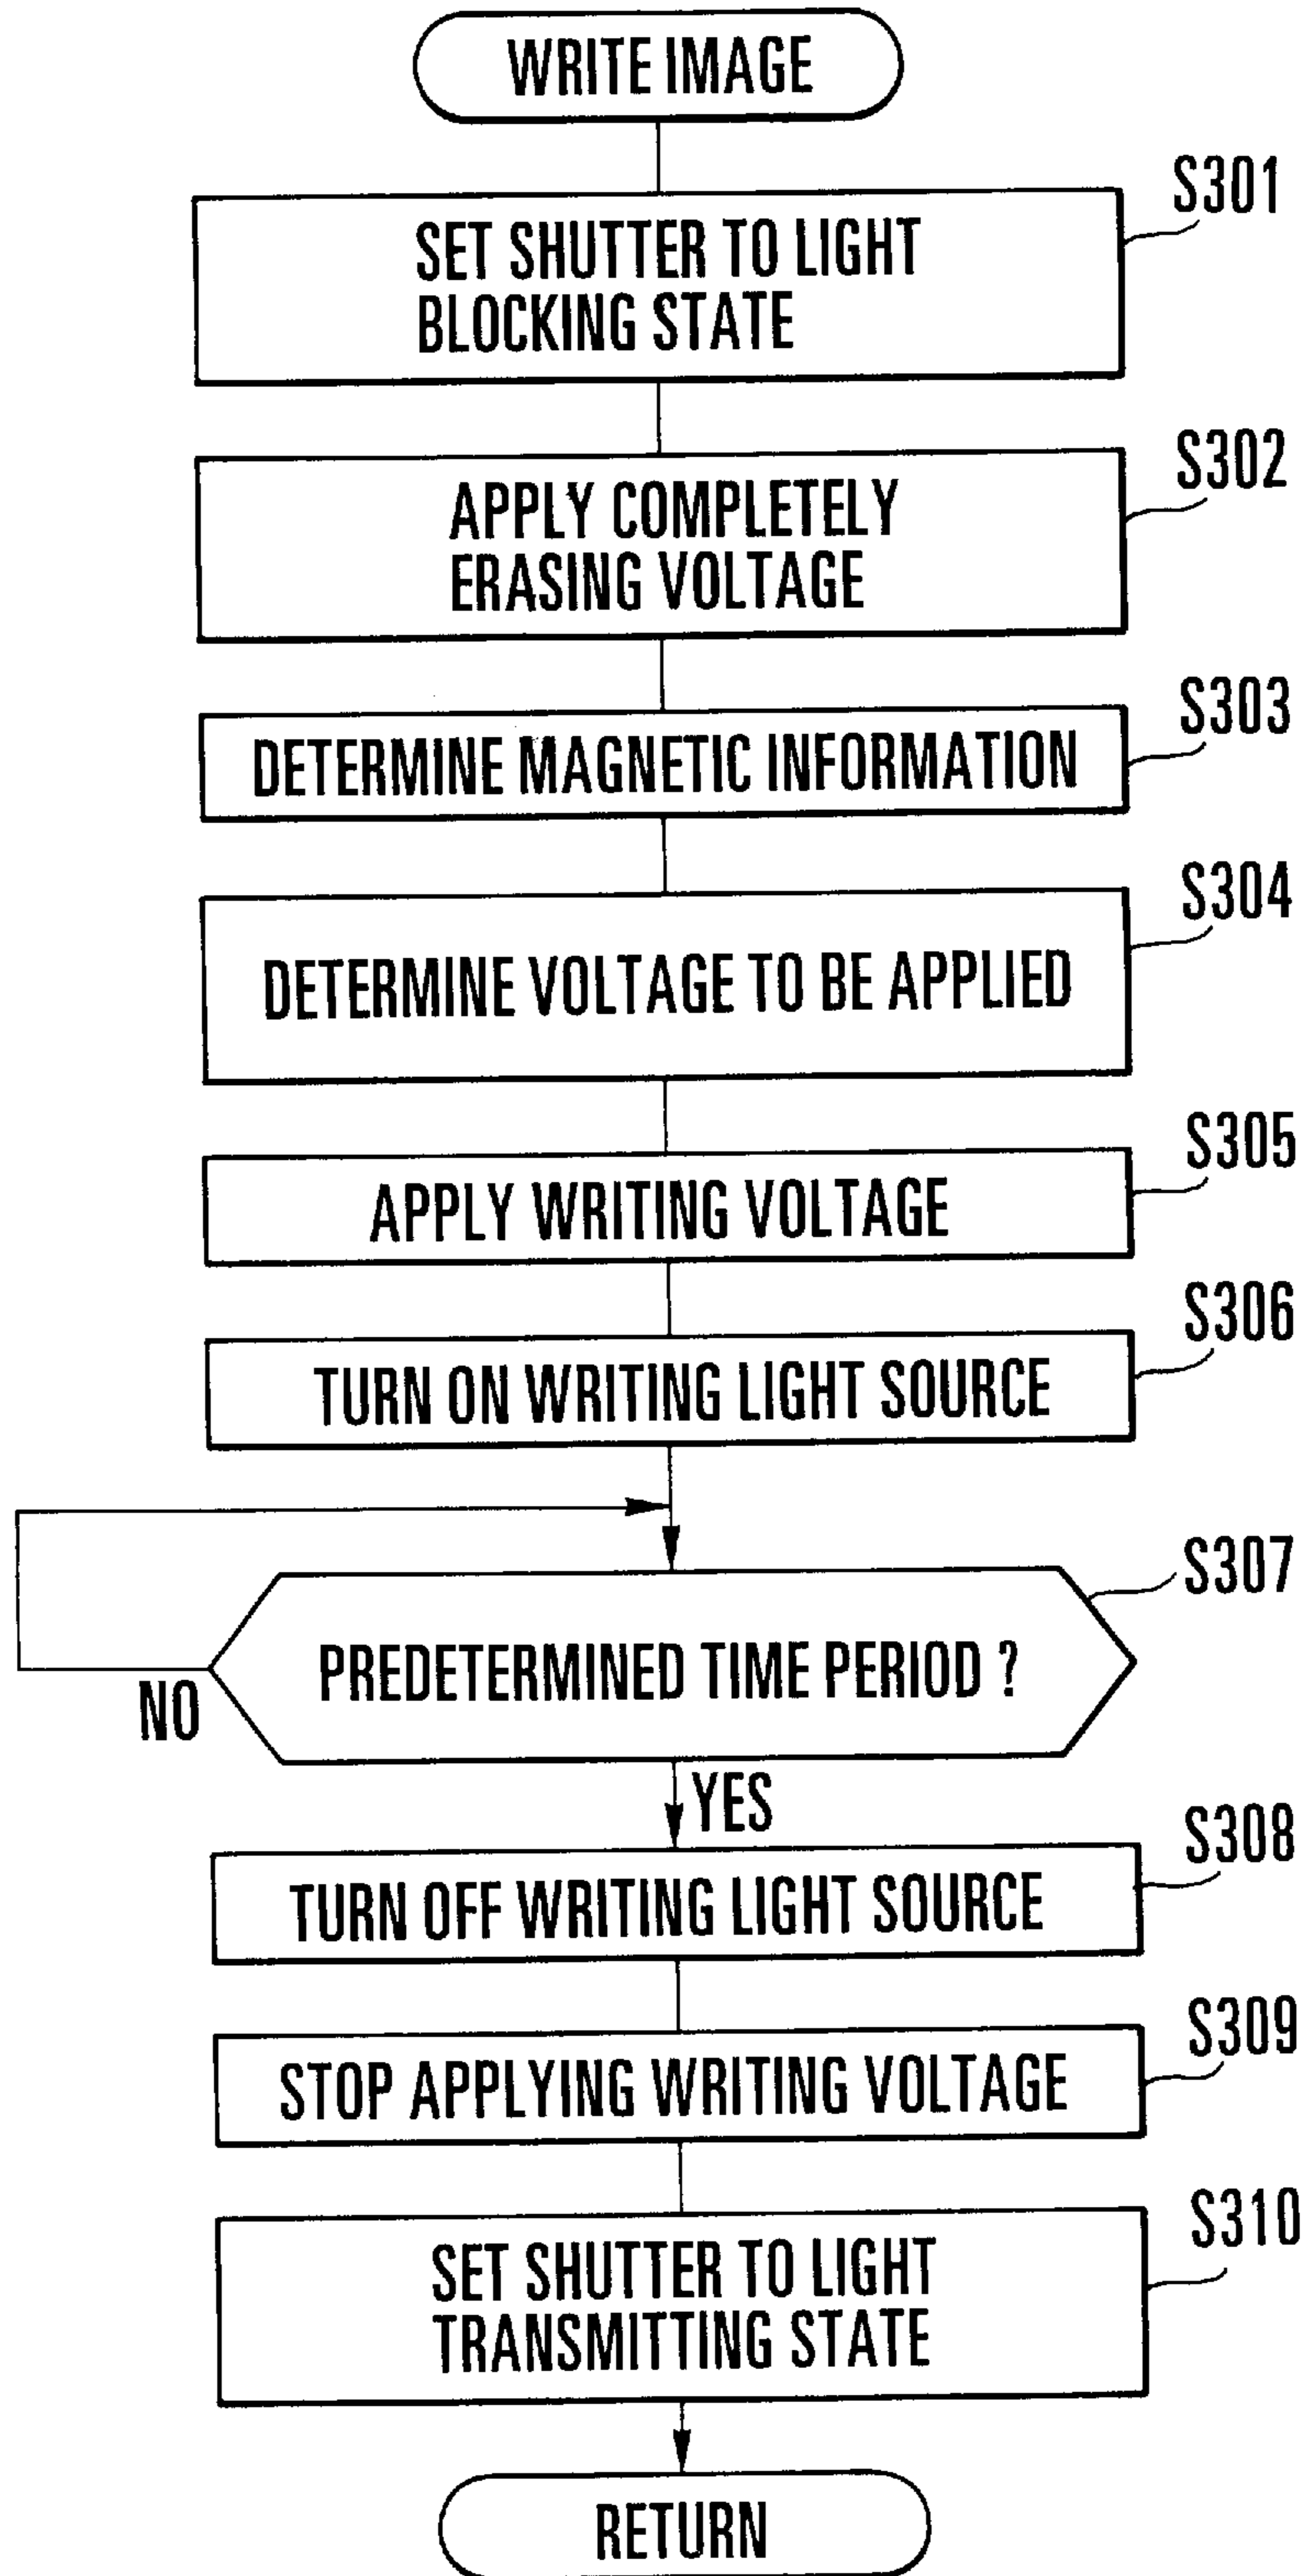 WRITE IMAGE
S301
SET SHUTTER TO LIGHT
BLOCKING STATE
S302
APPLY COMPLETELY
ERASING VOLTAGE
S303
DETERMINE MAGNETIC INFORMATION
S304
DETERMINE VOLTAGE TO BE APPLIED
S305
APPLY WRITING VOLTAGE
S306
TURN ON WRITING LIGHT SOURCE
S307
PREDETERMINED TIME PERIOD ?
NO
YES
S308
TURN OFF WRITING LIGHT SOURCE
S309
STOP APPLYING WRITING VOLTAGE
S310
SET SHUTTER TO LIGHT
TRANSMITTING STATE
RETURN